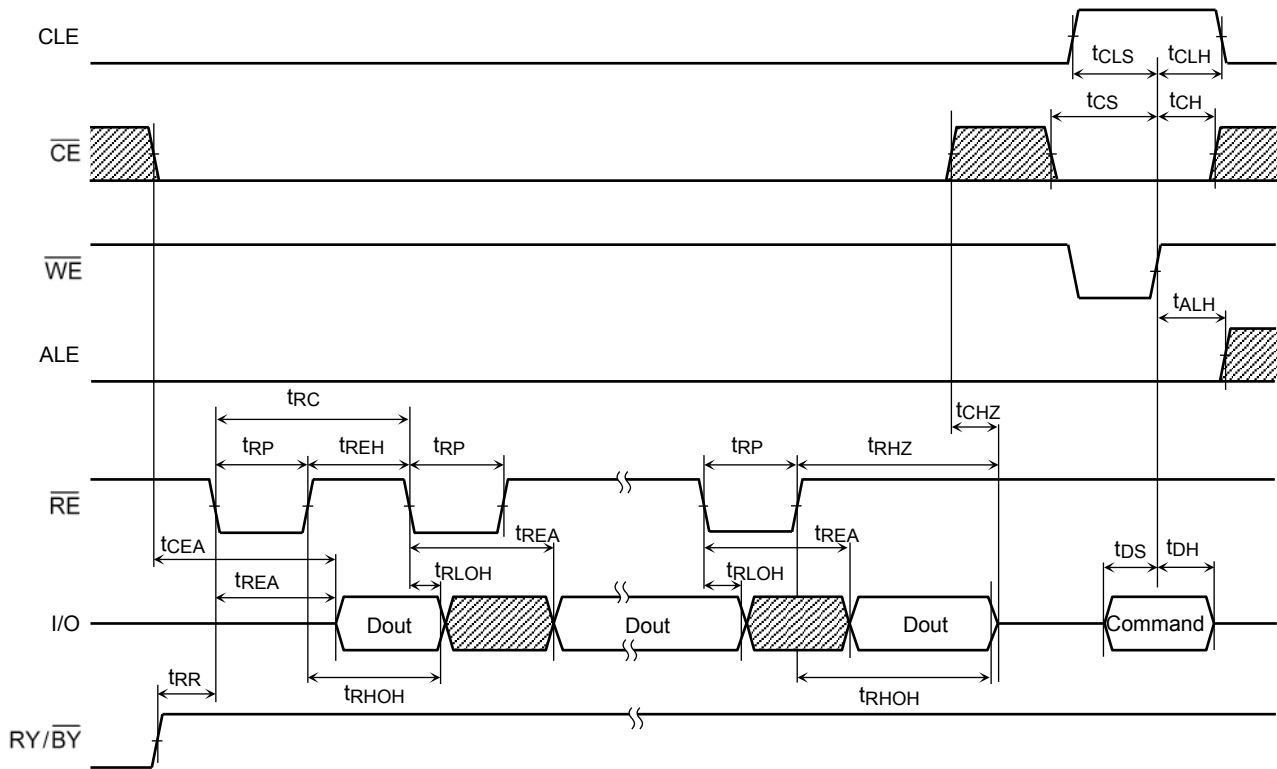 CLE
tCLS tCLH
tCS tCH
CE
WE
tALH
ALE
tRC
tCHZ
tRP tREH tRP tRP tRHZ
RE
tCEA tREA tREA
tDS tDH
tREA tRLOH tRLOH
I/O Dout Dout Dout Command
tRR tRHOH tRHOH
RY/BY